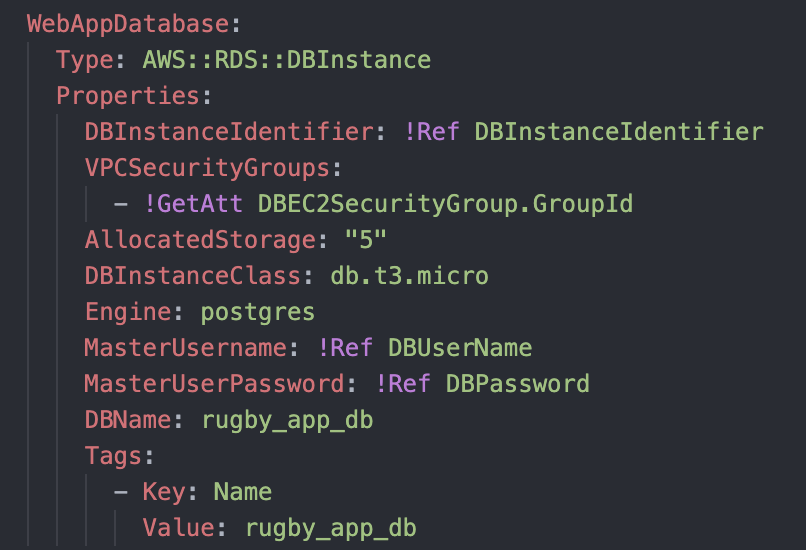 WebAppDatabase:
  Type: AWS::RDS::DBInstance
  Properties:
    DBInstanceIdentifier: !Ref DBInstanceIdentifier
    VPCSecurityGroups:
      - !GetAtt DBEC2SecurityGroup.GroupId
    AllocatedStorage: "5"
    DBInstanceClass: db.t3.micro
    Engine: postgres
    MasterUsername: !Ref DBUserName
    MasterUserPassword: !Ref DBPassword
    DBName: rugby_app_db
    Tags:
      - Key: Name
        Value: rugby_app_db